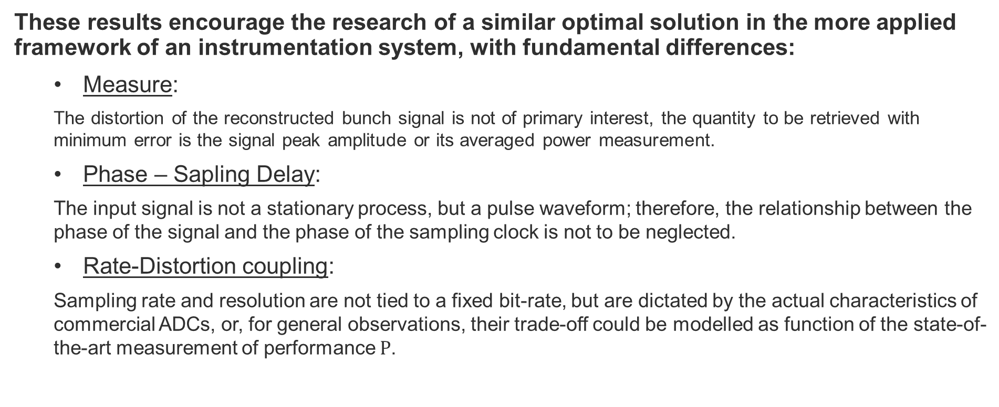 These results encourage the research of a similar optimal solution in the more applied
framework of an instrumentation system, with fundamental differences:
• Measure:
The distortion of the reconstructed bunch signal is not of primary interest, the quantity to be retrieved with
minimum error is the signal peak amplitude or its averaged power measurement.
• Phase – Sapling Delay:
The input signal is not a stationary process, but a pulse waveform; therefore, the relationship between the
phase of the signal and the phase of the sampling clock is not to be neglected.
• Rate-Distortion coupling:
Sampling rate and resolution are not tied to a fixed bit-rate, but are dictated by the actual characteristics of
commercial ADCs, or, for general observations, their trade-off could be modelled as function of the state-of-
the-art measurement of performance P.